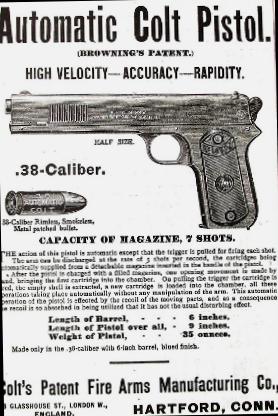 Automatic Colt Pistol.
(BROWNING'S PATENT.)
HIGH VELOCITY—ACCURACY—RAPIDITY.
HALF SIZE.
.38-Caliber.
AUTOMATIC
COLT
.38-Caliber Rimless, Smokeless,
Metal patched bullet.
CAPACITY OF MAGAZINE, 7 SHOTS.
THE action of this pistol is automatic except that the trigger is pulled for firing each shot.
The arm can be discharged at the rate of 5 shots per second, the cartridges being
automatically supplied from a detachable magazine inserted in the handle of the pistol.
After the pistol is charged with a filled magazine, one opening movement is made by
hand, bringing the first cartridge into the chamber. On pulling the trigger the cartridge is
fired, the empty shell is extracted, a new cartridge is loaded into the chamber, all these
operations taking place automatically without any manipulation of the arm. This automatic
operation of the pistol is effected by the recoil of the moving parts, and as a consequence
the recoil is so absorbed in being utilized that it has not the usual disturbing effect.
Length of Barrel, - - - 6 inches.
Length of Pistol over all, - - 9 inches.
Weight of Pistol, - - - 35 ounces.
Made only in the .38-calibre with 6-inch barrel, blued finish.
Colt's Patent Fire Arms Manufacturing Co.,
GLASSHOUSE ST., LONDON W.,
ENGLAND.
HARTFORD, CONN.